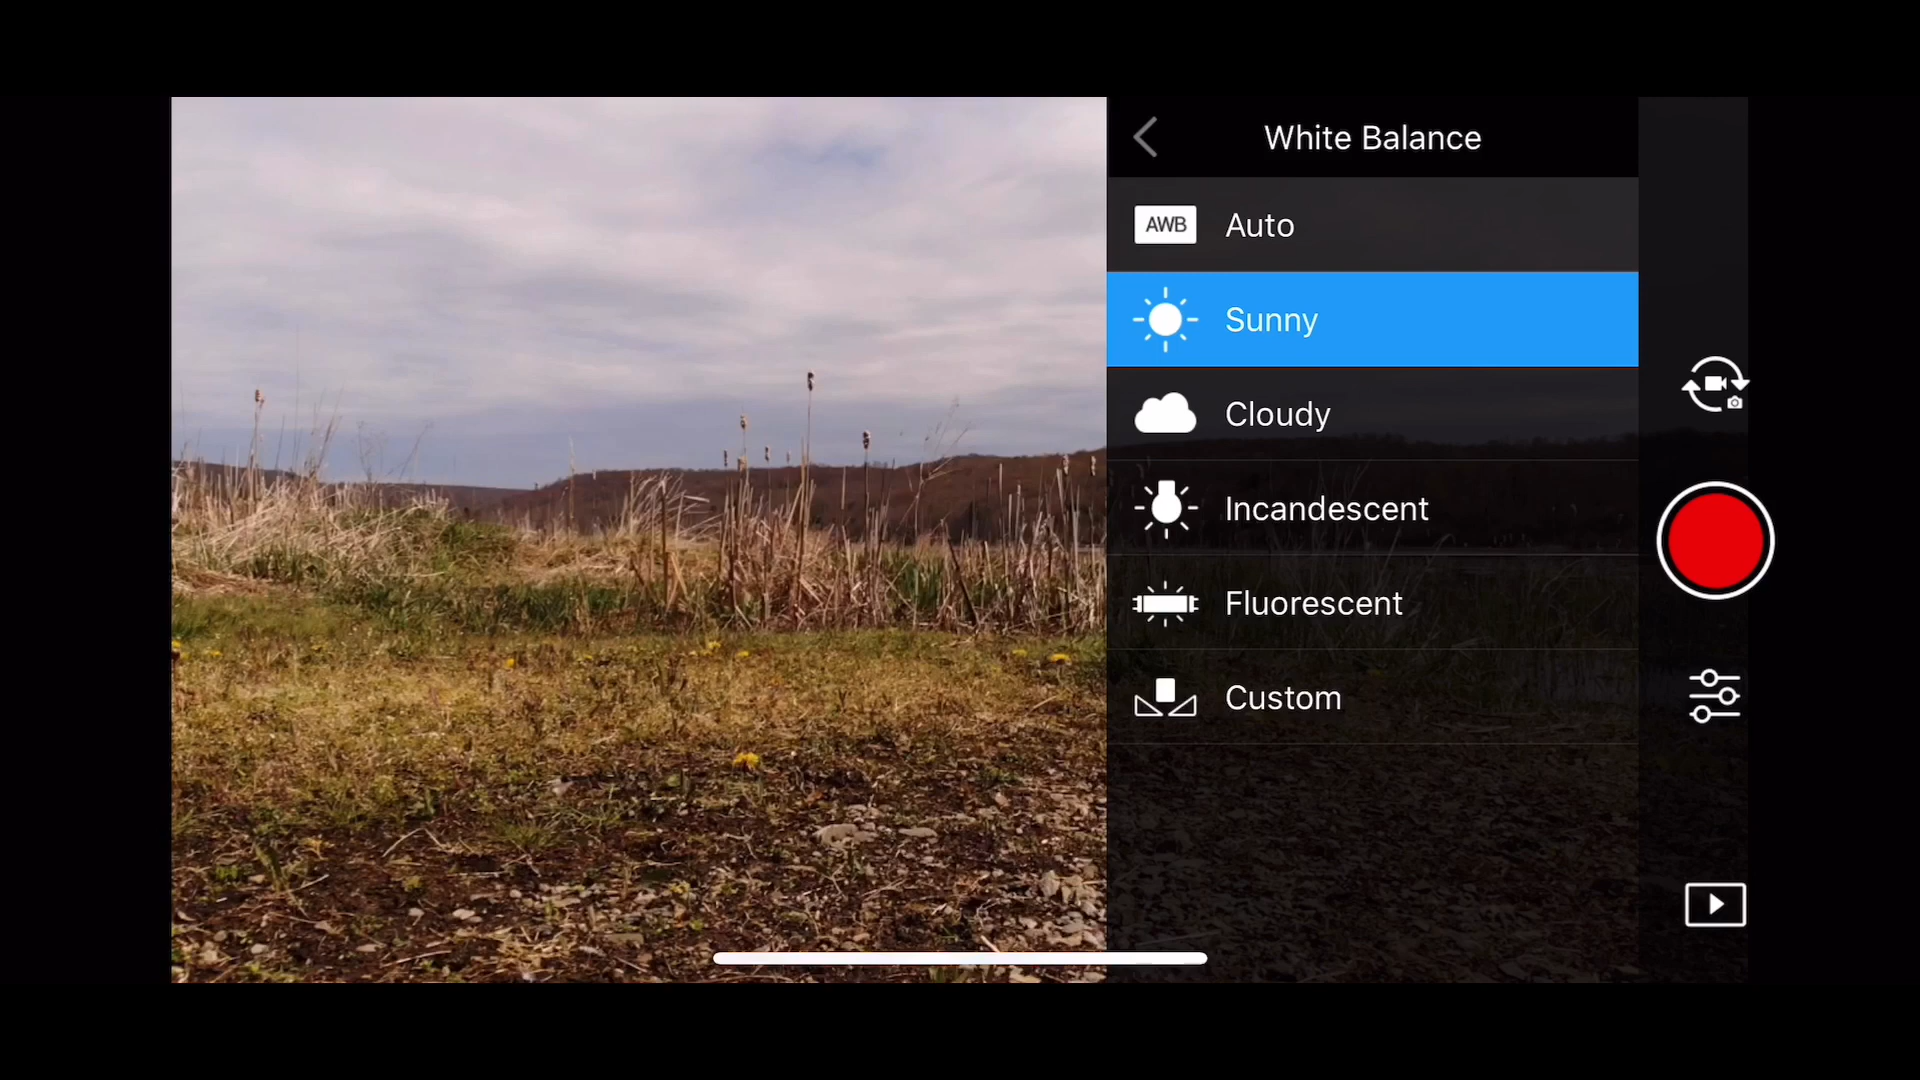 White Balance
AWB Auto
Sunny
Cloudy
Incandescent
Fluorescent
Custom